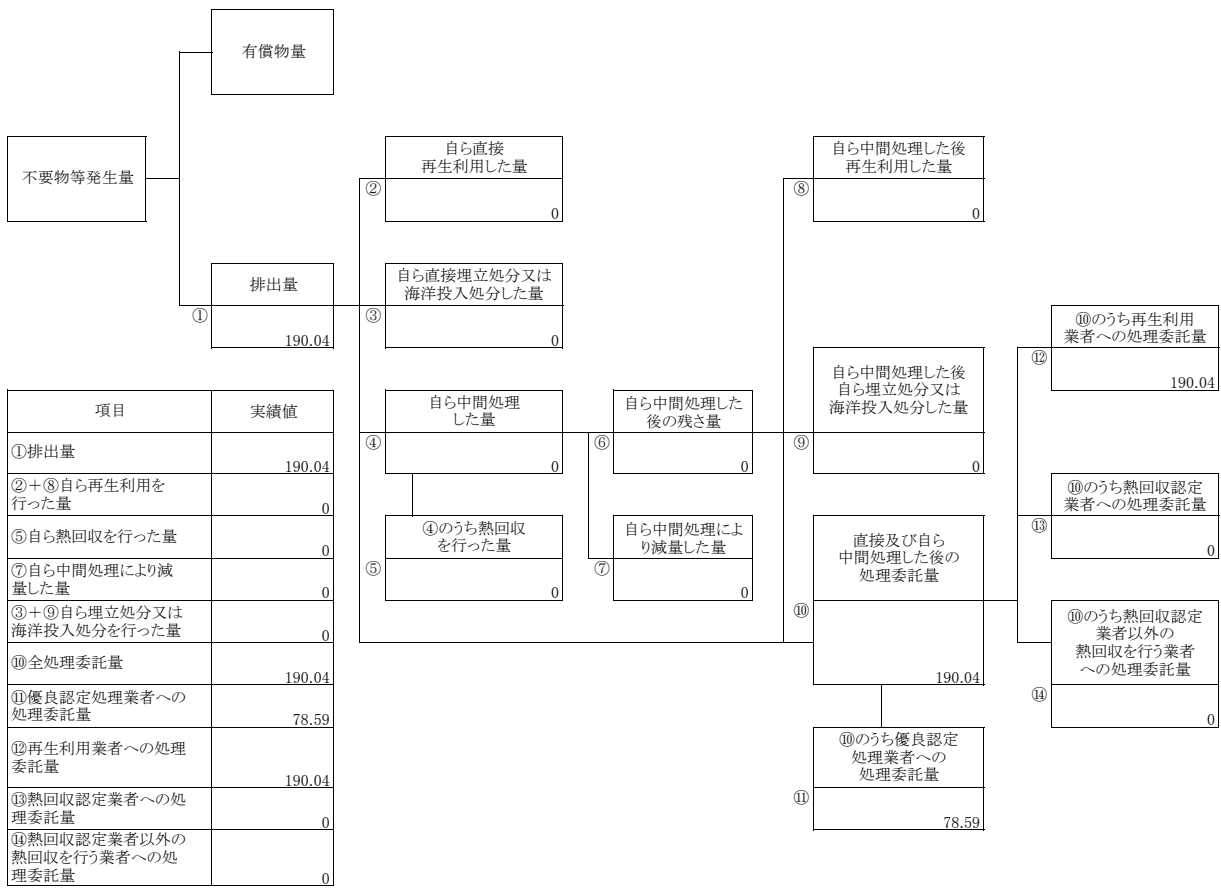 有償物量
不要物等発生量
自ら直接
再生利用した量
②
0
自ら中間処理した後
再生利用した量
⑧
0
排出量
①
190.04
自ら直接埋立処分又は
海洋投入処分した量
③
0
⑩のうち再生利用
業者への処理委託量
⑫
190.04
自ら中間処理
した量
④
0
自ら中間処理した
後の残さ量
⑥
0
自ら中間処理した後
自ら埋立処分又は
海洋投入処分した量
⑨
0
⑩のうち熱回収認定
業者への処理委託量
⑬
0
④のうち熱回収
を行った量
⑤
0
自ら中間処理によ
り減量した量
⑦
0
直接及び自ら
中間処理した後の
処理委託量
⑩
190.04
⑩のうち熱回収認定
業者以外の
熱回収を行う業者
への処理委託量
⑭
0
⑩のうち優良認定
処理業者への
処理委託量
⑪
78.59
項目 実績値
①排出量
190.04
②+⑧自ら再生利用を
行った量
0
⑤自ら熱回収を行った量
0
⑦自ら中間処理により減
量した量
0
③+⑨自ら埋立処分又は
海洋投入処分を行った量
0
⑩全処理委託量
190.04
⑪優良認定処理業者への
処理委託量
78.59
⑫再生利用業者への処理
委託量
190.04
⑬熱回収認定業者への処
理委託量
0
⑭熱回収認定業者以外の
熱回収を行う業者への処
理委託量
0